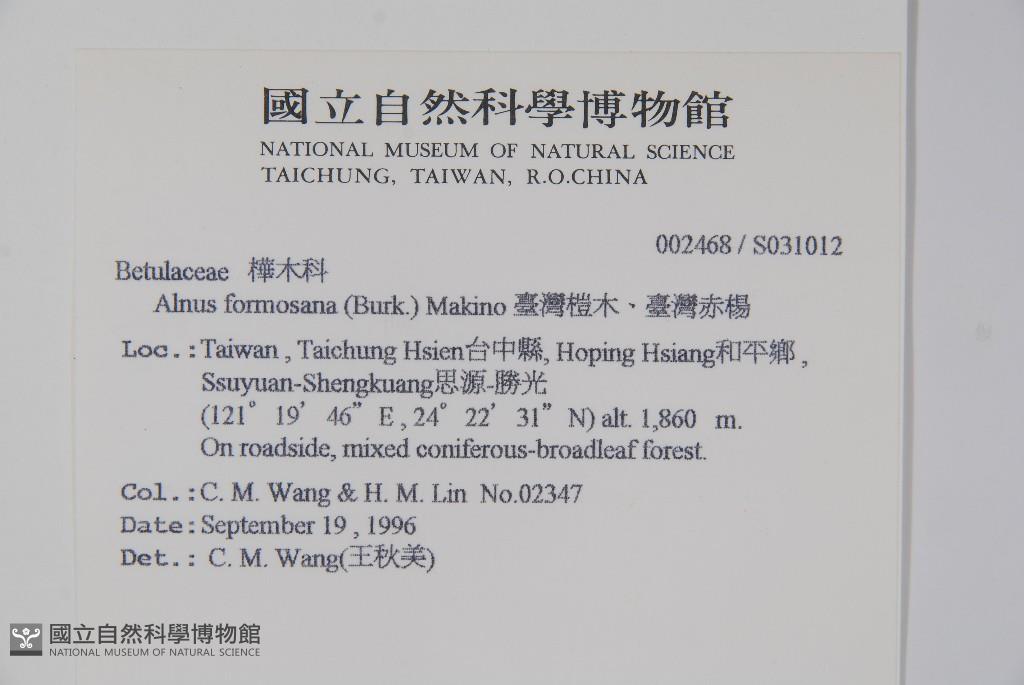 國立自然科學博物館
NATIONAL MUSEUM OF NATURAL SCIENCE
TAICHUNG, TAIWAN, R.O.CHINA
002468 / S031012
Betulaceae 樺木科
Alnus formosana (Burk.) Makino 臺灣榿木、臺灣赤楊
Loc.: Taiwan , Taichung Hsien台中縣, Hoping Hsiang和平鄉 ,
Ssuyuan-Shengkuang思源-勝光
(121° 19’ 46” E , 24° 22’ 31” N) alt. 1,860 m.
On roadside, mixed coniferous-broadleaf forest.
Col.: C. M. Wang & H. M. Lin No.02347
Date: September 19 , 1996
Det.: C. M. Wang(王秋美)
國立自然科學博物館
NATIONAL MUSEUM OF NATURAL SCIENCE